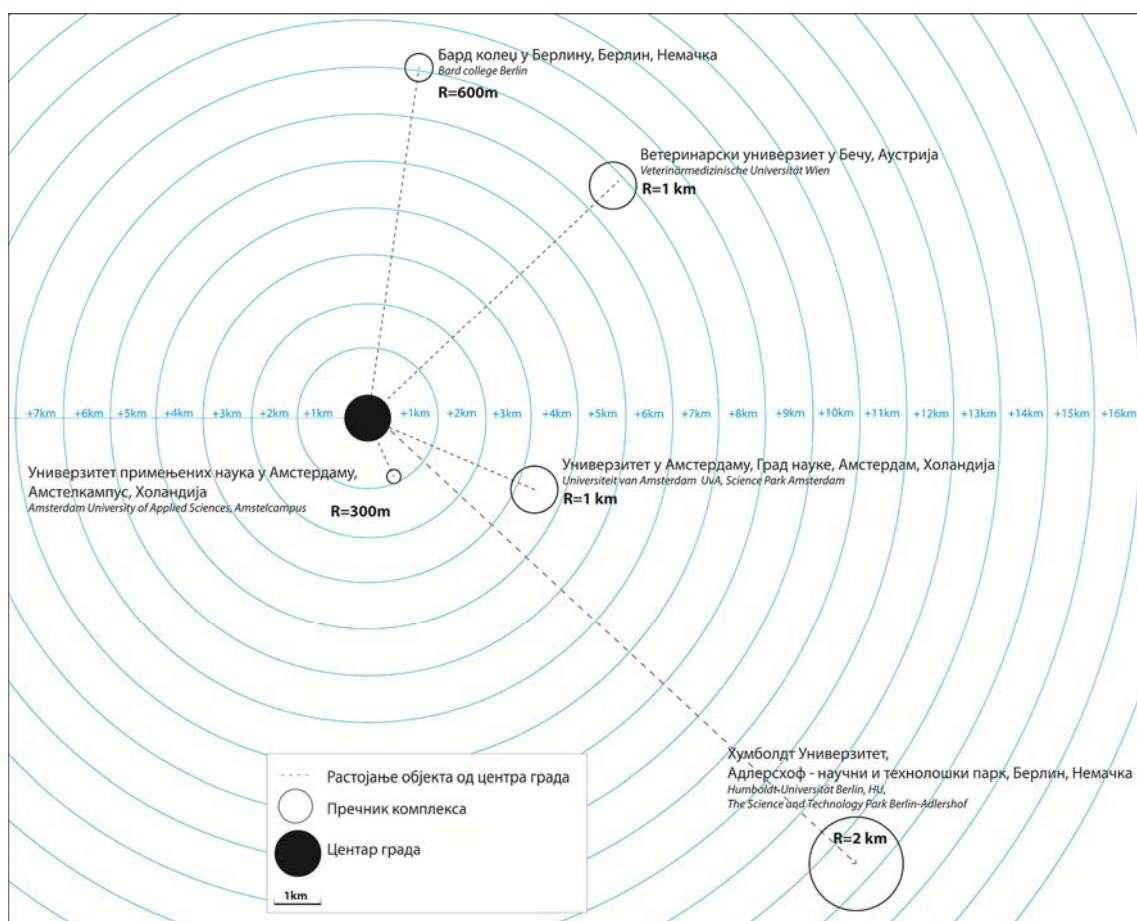 Бард колеџ у Берлину, Берлин, Немачка
Bard college Berlin
R=600m
Ветеринарски универзиет у Бечу, Аустрија
Veterinärmedizinische Universität Wien
R=1 km
+7km +6km +5km +4km +3km +2km +1km +1km +2km +3km +4km +5km +6km +7km +8km +9km +10km +11km +12km +13km +14km +15km +16km
Универзитет примењених наука у Амстердаму,
Амстелкампус, Холандија
Amsterdam University of Applied Sciences, Amstelcampus
R=300m
Универзитет у Амстердаму, Град науке, Амстердам, Холандија
Universiteit van Amsterdam UvA, Science Park Amsterdam
R=1 km
Хумболдт Универзитет,
Адлерсхоф - научни и технолошки парк, Берлин, Немачка
Humboldt-Universität Berlin, HU,
The Science and Technology Park Berlin-Adlershof
R=2 km
Растојање објекта од центра града
Пречник комплекса
Центар града
1km